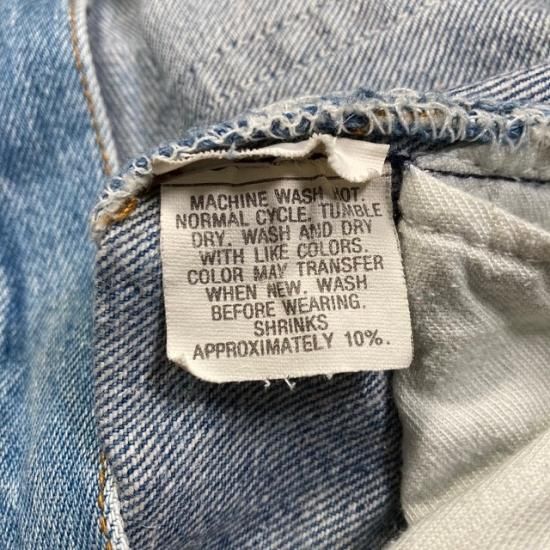 MACHINE WASH HOT.
NORMAL CYCLE. TUMBLE
DRY. WASH AND DRY
WITH LIKE COLORS.
COLOR MAY TRANSFER
WHEN NEW. WASH
BEFORE WEARING.
SHRINKS
APPROXIMATELY 10%.